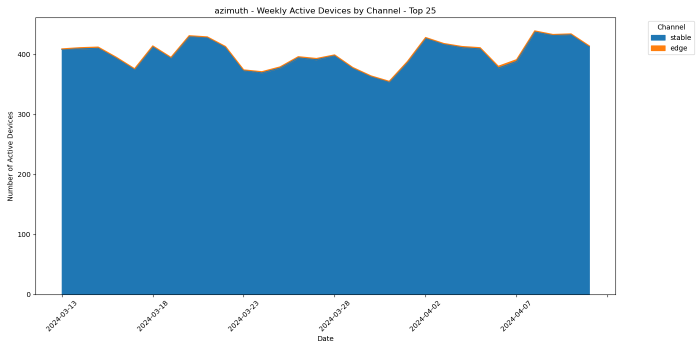 azimuth - Weekly Active Devices by Channel - Top 25
Channel
stable
edge
Number of Active Devices
400
300
200
100
0
2024-03-13
2024-03-18
2024-03-23
2024-03-28
2024-04-02
2024-04-07
Date